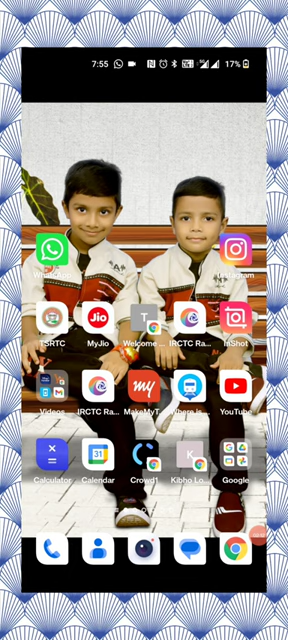 7:55 17%
WhatsApp Instagram
TSRTC MyJio Welcome ... IRCTC Ra... InShot
Videos IRCTC Ra... MakeMyT... Where is... YouTube
Calculator Calendar Crowd1 Kibho Lo... Google